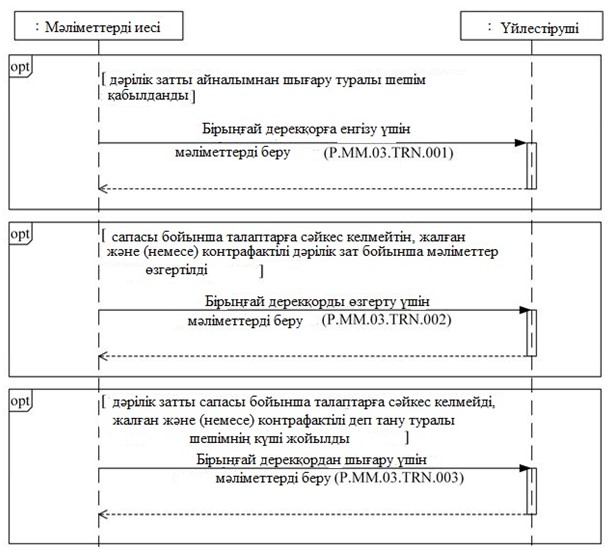 : Мәліметтерді иесі
: Үйлестіруші
opt
[ дәрілік затты айналымнан шығару туралы шешім
қабылданды ]
Бірыңғай дерекқорға енгізу үшін
мәліметтерді беру (P.MM.03.TRN.001)
opt
[ сапасы бойынша талаптарға сәйкес келмейтін, жалған
және (немесе) контрафактілі дәрілік зат бойынша мәліметтер
өзгертілді ]
Бірыңғай дерекқорды өзгерту үшін
мәліметтерді беру (P.MM.03.TRN.002)
opt
[ дәрілік затты сапасы бойынша талаптарға сәйкес келмейді,
жалған және (немесе) контрафактілі деп тану туралы
шешімнің күші жойылды ]
Бірыңғай дерекқордан шығару үшін
мәліметтерді беру (P.MM.03.TRN.003)